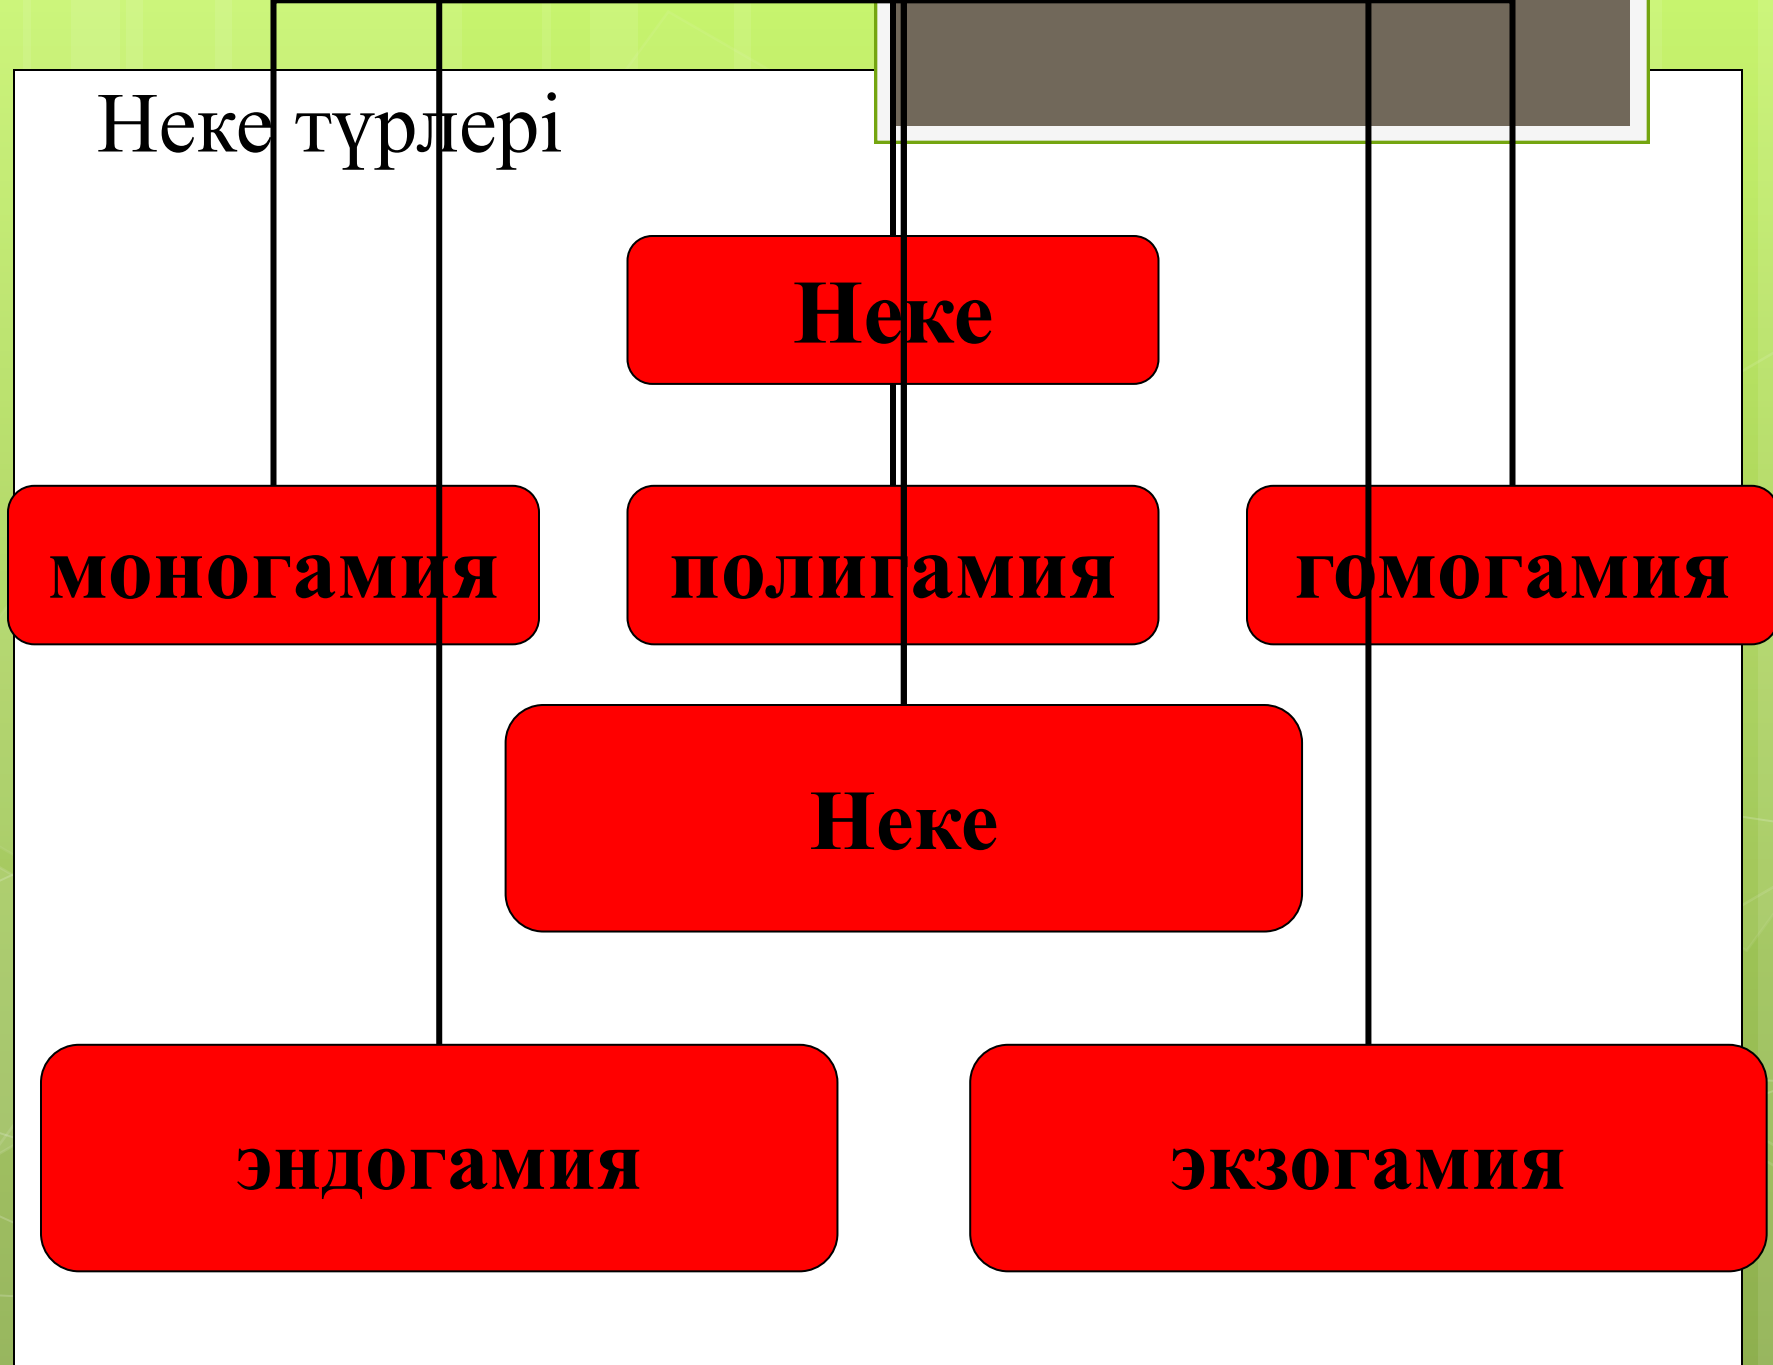 Неке түрлері
Неке
моногамия
полигамия
гомогамия
Неке
эндогамия
экзогамия